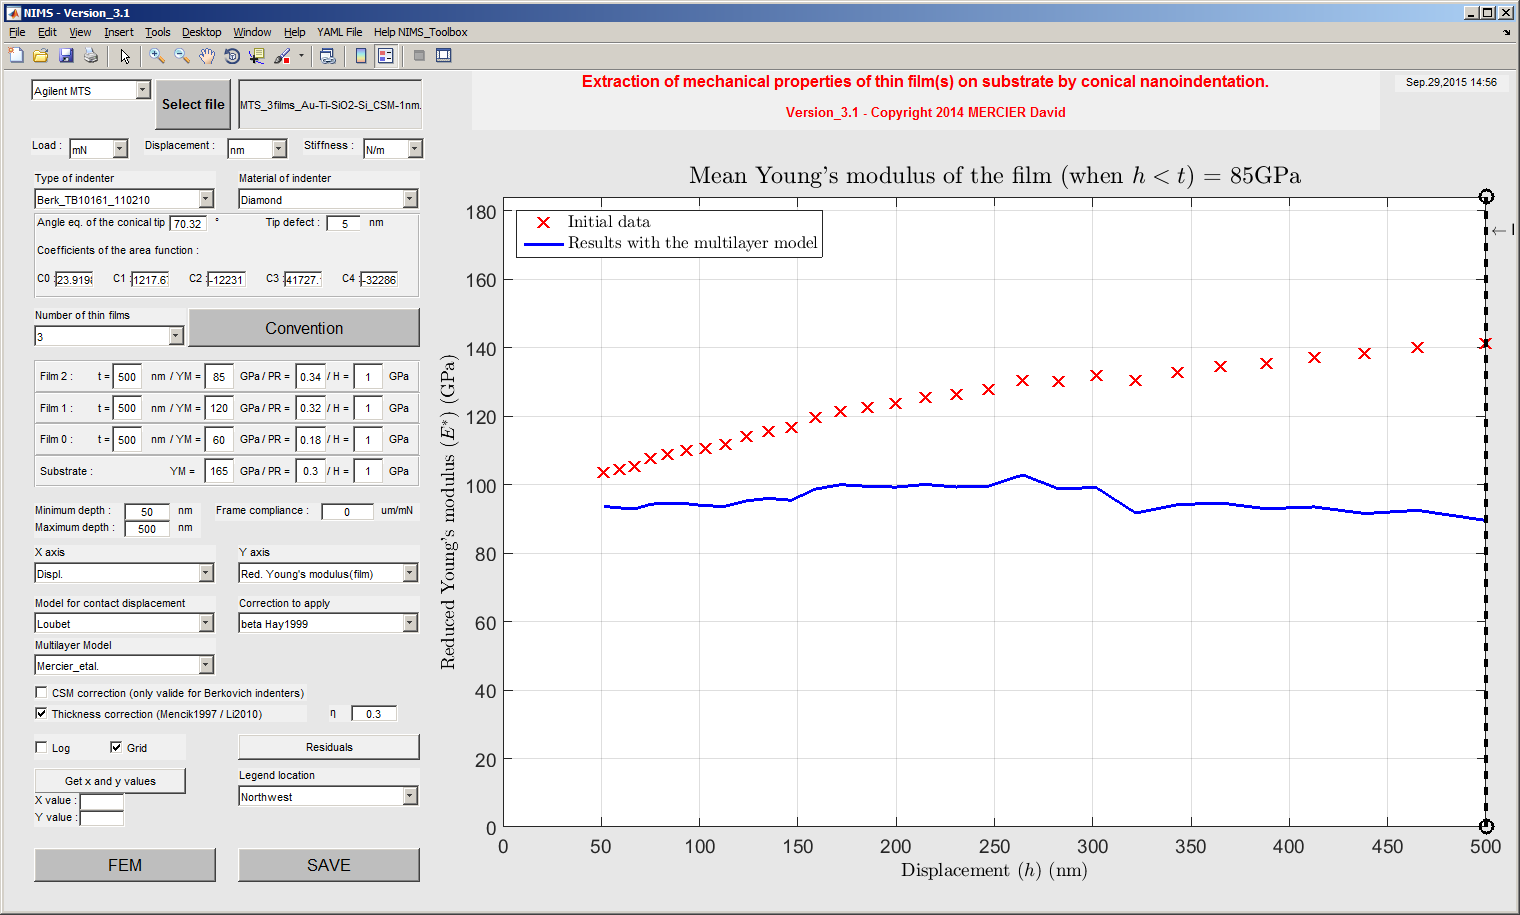 NIMS - Version_3.1
File Edit View Insert Tools Desktop Window Help YAML File Help NIMS_Toolbox
Agilent MTS
Select file
MTS_3films_Au-Ti-SiO2-Si_CSM-1nm.
Extraction of mechanical properties of thin film(s) on substrate by conical nanoindentation.
Version_3.1 - Copyright 2014 MERCIER David
Sep.29,2015 14:56
Load : mN Displacement : nm Stiffness : N/m
Type of indenter Material of indenter
Berk_TB10161_110210 Diamond
Angle eq. of the conical tip 70.32 ° Tip defect : 5 nm
Coefficients of the area function :
C0 : 23.919 C1 : 1217.6 C2 : -12231 C3 : 41727. C4 : -32286
Number of thin films
3
Convention
Film 2 : t = 500 nm / YM = 85 GPa / PR = 0.34 / H = 1 GPa
Film 1 : t = 500 nm / YM = 120 GPa / PR = 0.32 / H = 1 GPa
Film 0 : t = 500 nm / YM = 60 GPa / PR = 0.18 / H = 1 GPa
Substrate : YM = 165 GPa / PR = 0.3 / H = 1 GPa
Minimum depth : 50 nm Frame compliance : 0 um/mN
Maximum depth : 500 nm
X axis Y axis
Displ. Red. Young's modulus(film)
Model for contact displacement Correction to apply
Loubet beta Hay1999
Multilayer Model
Mercier_etal.
CSM correction (only valide for Berkovich indenters)
Thickness correction (Mencik1997 / Li2010) η 0.3
Log Grid Residuals
Get x and y values Legend location
X value : Northwest
Y value :
FEM SAVE
Mean Young's modulus of the film (when h < t) = 85GPa
Initial data
Results with the multilayer model
←
Reduced Young's modulus (E*) (GPa)
180
160
140
120
100
80
60
40
20
0
0 50 100 150 200 250 300 350 400 450 500
Displacement (h) (nm)